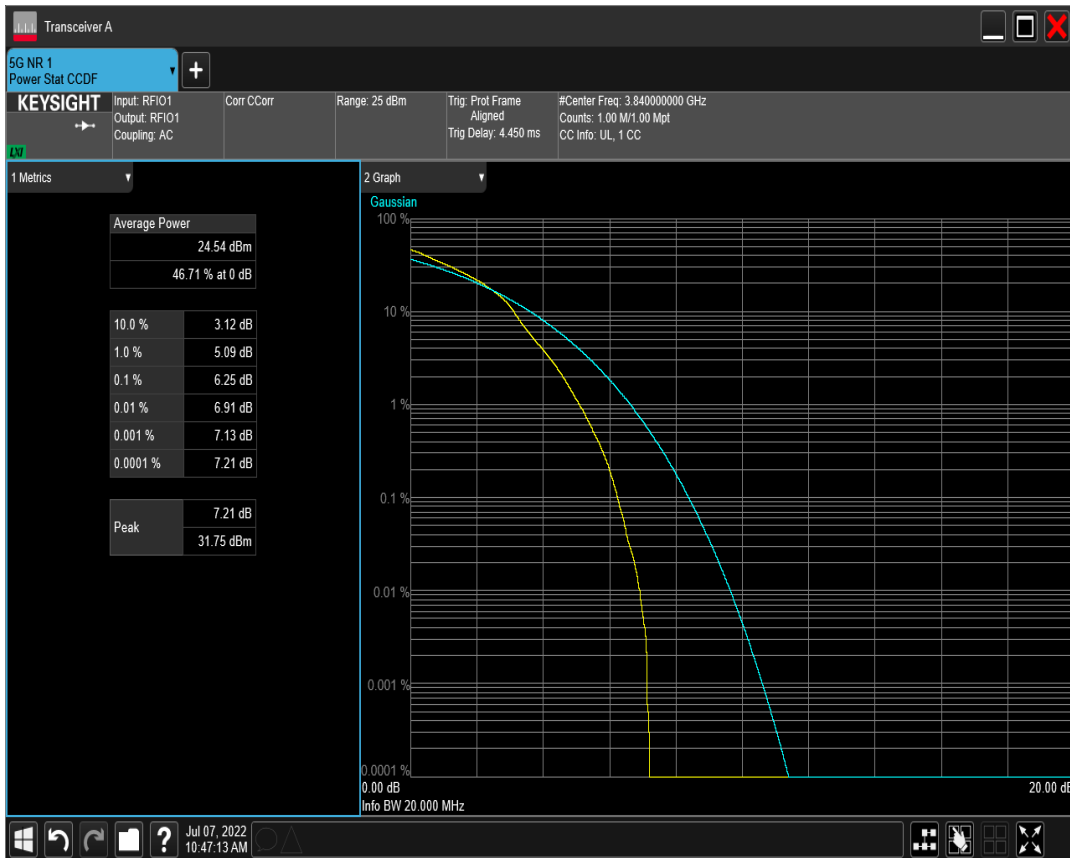 Transceiver A
5G NR 1
Power Stat CCDF
KEYSIGHT
LXI
Input: RFIO1
Output: RFIO1
Coupling: AC
Corr CCorr
Range: 25 dBm
Trig: Prot Frame
Aligned
Trig Delay: 4.450 ms
#Center Freq: 3.840000000 GHz
Counts: 1.00 M/1.00 Mpt
CC Info: UL, 1 CC
1 Metrics
Average Power
24.54 dBm
46.71 % at 0 dB
10.0 % 3.12 dB
1.0 % 5.09 dB
0.1 % 6.25 dB
0.01 % 6.91 dB
0.001 % 7.13 dB
0.0001 % 7.21 dB
Peak
7.21 dB
31.75 dBm
2 Graph
Gaussian
100 %
10 %
1 %
0.1 %
0.01 %
0.001 %
0.0001 %
0.00 dB
20.00 dB
Info BW 20.000 MHz
?
Jul 07, 2022
10:47:13 AM